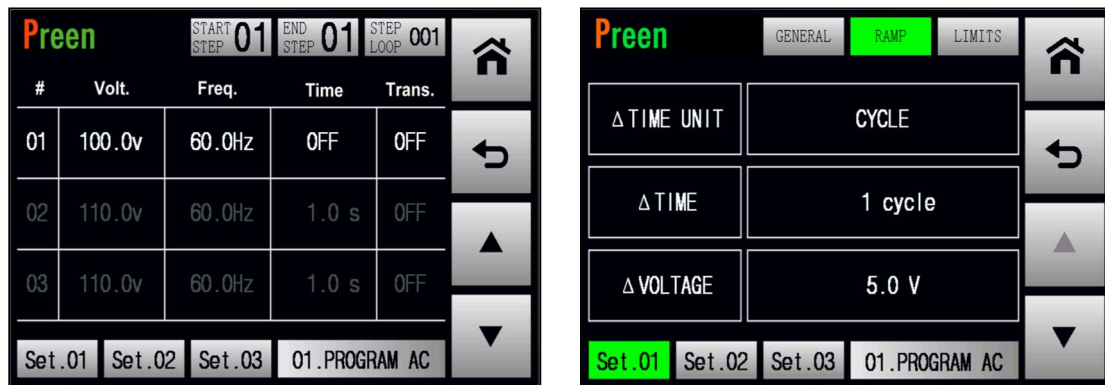 Preen START STEP 01 END STEP 01 STEP LOOP 001
# Volt. Freq. Time Trans.
01 100.0v 60.0Hz OFF OFF
02 110.0v 60.0Hz 1.0 s OFF
03 110.0v 60.0Hz 1.0 s OFF
Set.01 Set.02 Set.03 01.PROGRAM AC
Preen GENERAL RAMP LIMITS
Δ TIME UNIT CYCLE
Δ TIME 1 cycle
Δ VOLTAGE 5.0 V
Set.01 Set.02 Set.03 01.PROGRAM AC